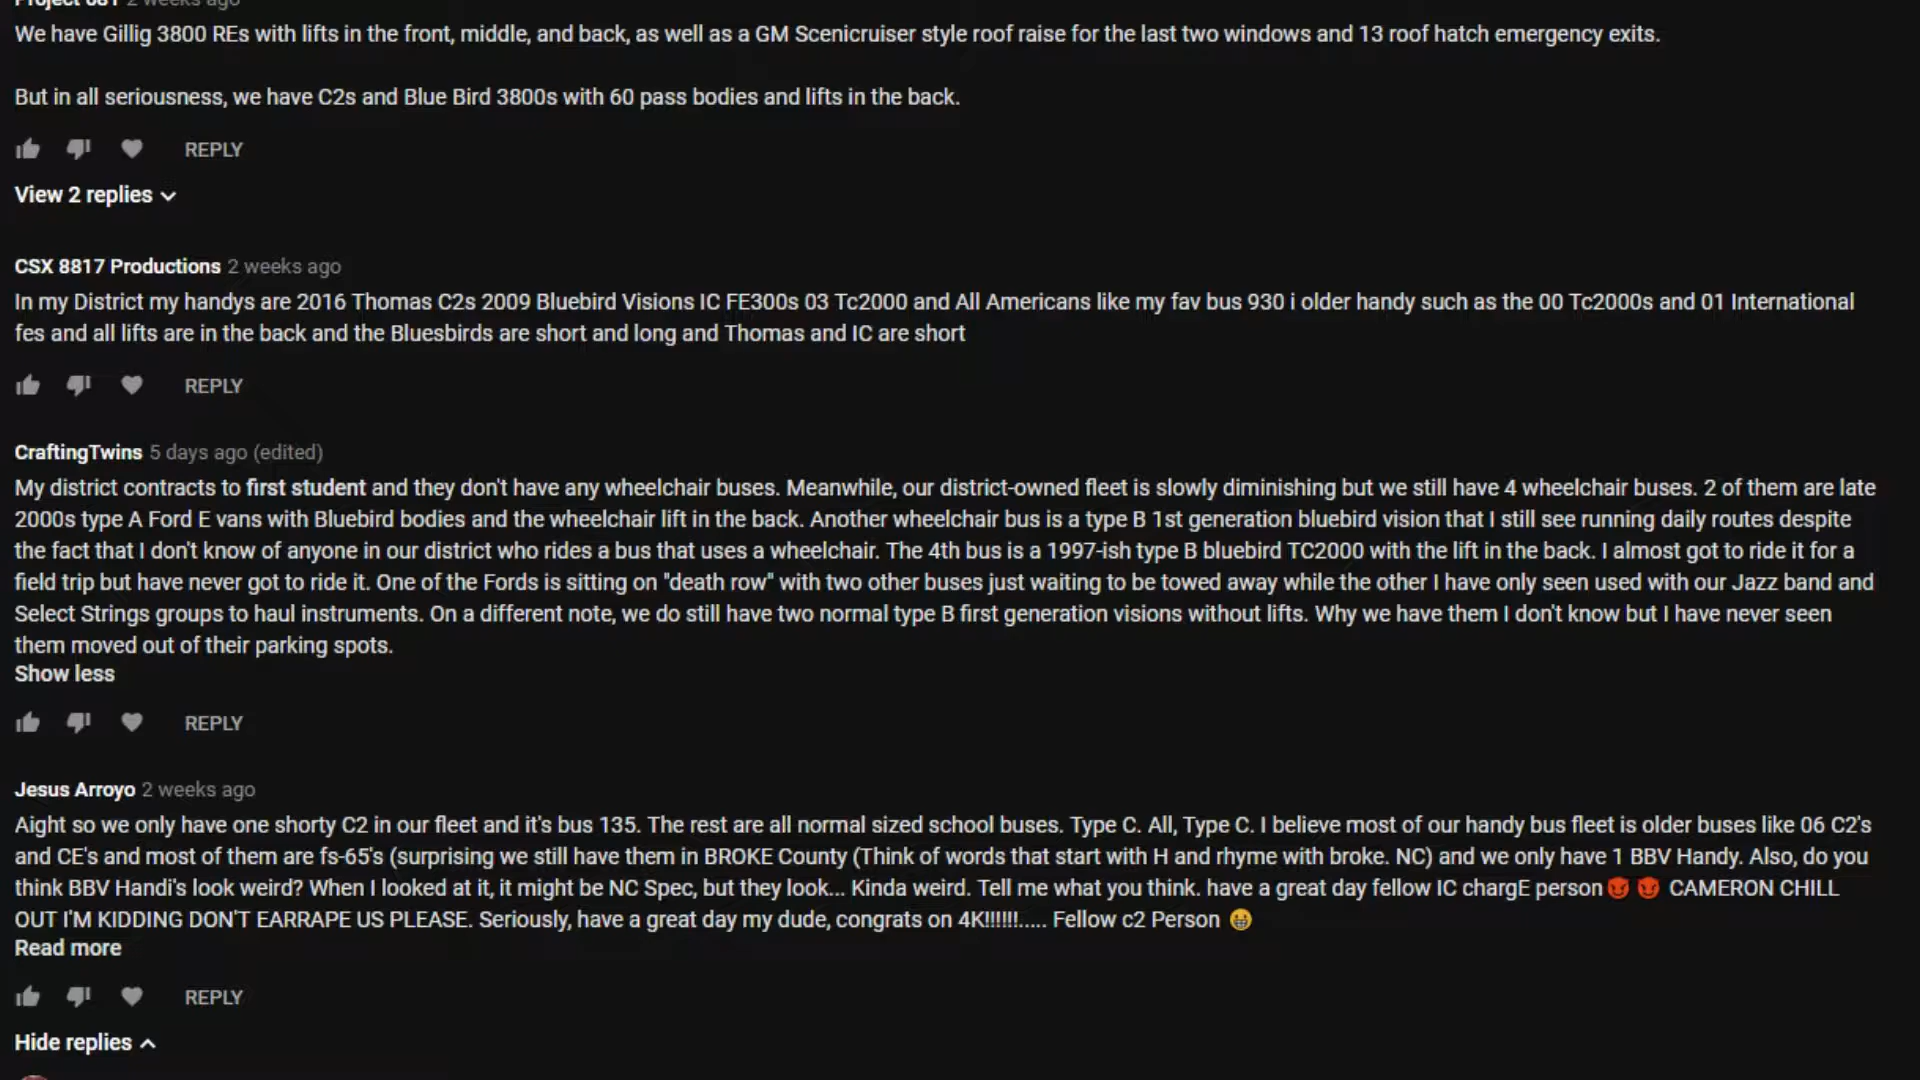 Project 681 2 weeks ago
We have Gillig 3800 REs with lifts in the front, middle, and back, as well as a GM Scenicruiser style roof raise for the last two windows and 13 roof hatch emergency exits.
But in all seriousness, we have C2s and Blue Bird 3800s with 60 pass bodies and lifts in the back.
REPLY
View 2 replies
CSX 8817 Productions 2 weeks ago
In my District my handys are 2016 Thomas C2s 2009 Bluebird Visions IC FE300s 03 Tc2000 and All Americans like my fav bus 930 i older handy such as the 00 Tc2000s and 01 International
fes and all lifts are in the back and the Bluesbirds are short and long and Thomas and IC are short
REPLY
CraftingTwins 5 days ago (edited)
My district contracts to first student and they don't have any wheelchair buses. Meanwhile, our district-owned fleet is slowly diminishing but we still have 4 wheelchair buses. 2 of them are late
2000s type A Ford E vans with Bluebird bodies and the wheelchair lift in the back. Another wheelchair bus is a type B 1st generation bluebird vision that I still see running daily routes despite
the fact that I don't know of anyone in our district who rides a bus that uses a wheelchair. The 4th bus is a 1997-ish type B bluebird TC2000 with the lift in the back. I almost got to ride it for a
field trip but have never got to ride it. One of the Fords is sitting on "death row" with two other buses just waiting to be towed away while the other I have only seen used with our Jazz band and
Select Strings groups to haul instruments. On a different note, we do still have two normal type B first generation visions without lifts. Why we have them I don't know but I have never seen
them moved out of their parking spots.
Show less
REPLY
Jesus Arroyo 2 weeks ago
Aight so we only have one shorty C2 in our fleet and it's bus 135. The rest are all normal sized school buses. Type C. All, Type C. I believe most of our handy bus fleet is older buses like 06 C2's
and CE's and most of them are fs-65's (surprising we still have them in BROKE County (Think of words that start with H and rhyme with broke. NC) and we only have 1 BBV Handy. Also, do you
think BBV Handi's look weird? When I looked at it, it might be NC Spec, but they look... Kinda weird. Tell me what you think. have a great day fellow IC chargE person😈 😈 CAMERON CHILL
OUT I'M KIDDING DON'T EARRAPE US PLEASE. Seriously, have a great day my dude, congrats on 4K!!!!!!..... Fellow c2 Person 😀
Read more
REPLY
Hide replies